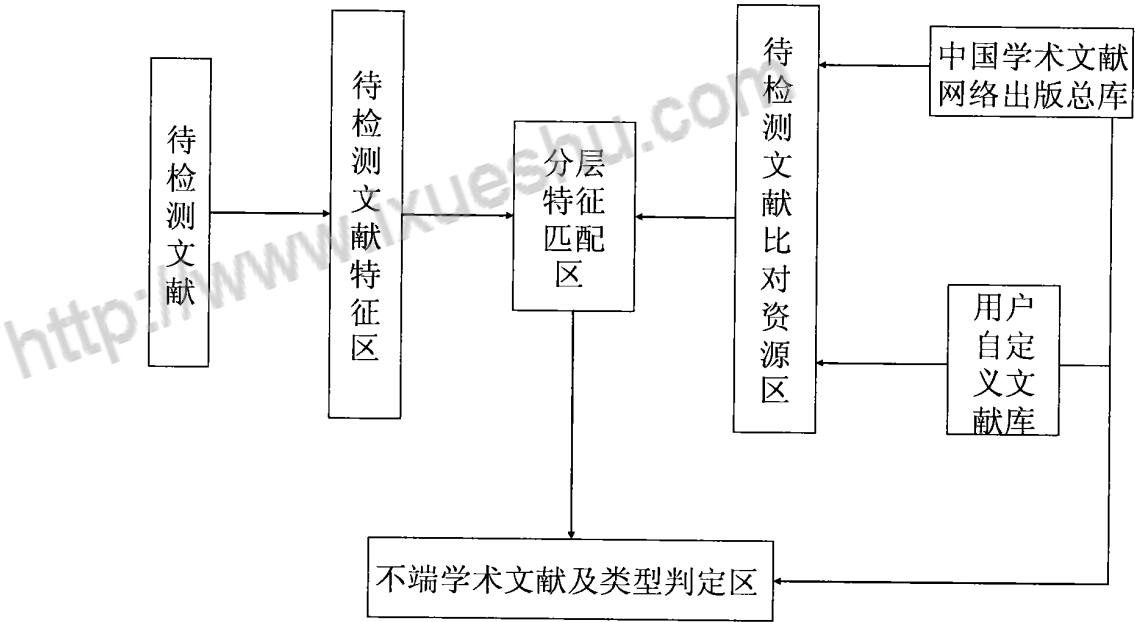 待检测文献
待检测文献特征区
分层
特征
匹配
区
待检测文献比对资源区
中国学术文献
网络出版总库
用户
自定
义文
献库
不端学术文献及类型判定区
http://www.ixueshu.com